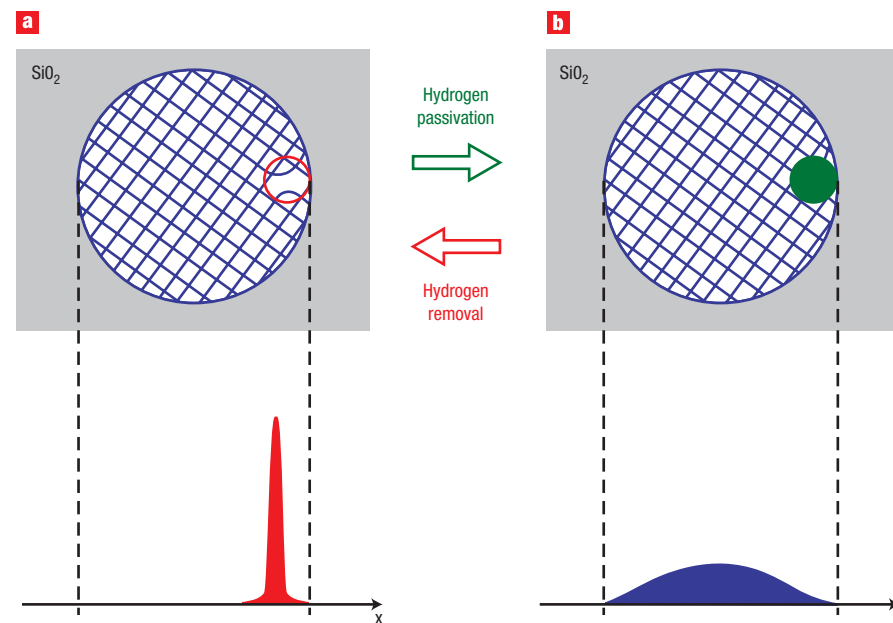 a
b
SiO₂
SiO₂
Hydrogen
passivation
Hydrogen
removal
x